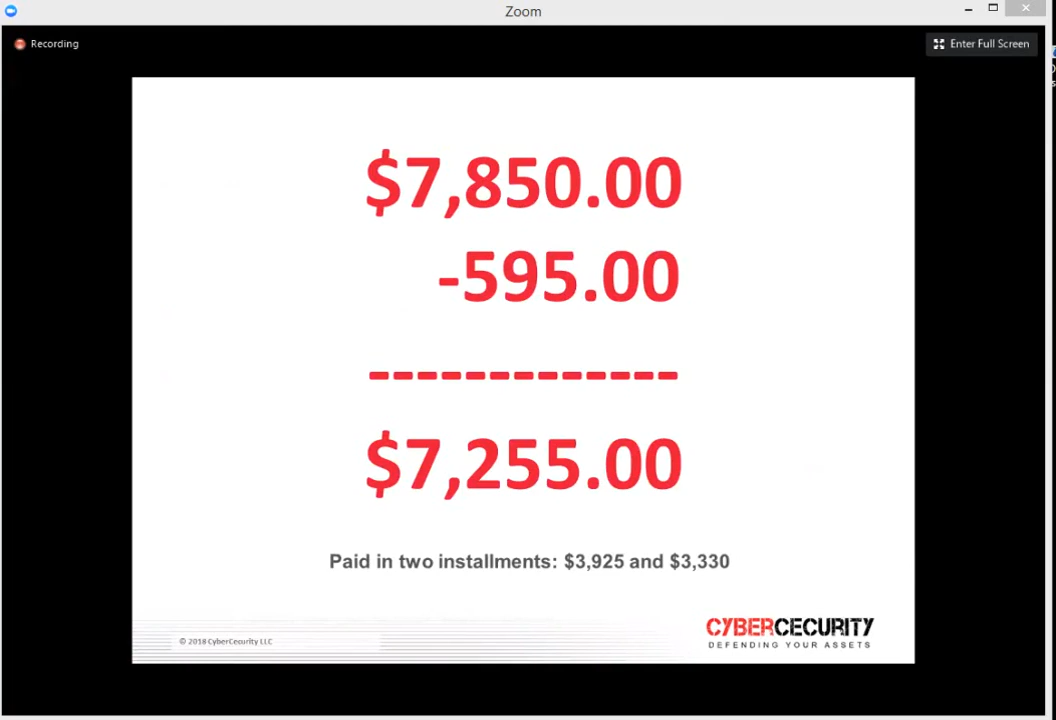 Zoom
Recording
Enter Full Screen
$7,850.00
-595.00
-------------
$7,255.00
Paid in two installments: $3,925 and $3,330
© 2018 CyberCecurity LLC
CYBERCECURITY
DEFENDING YOUR ASSETS